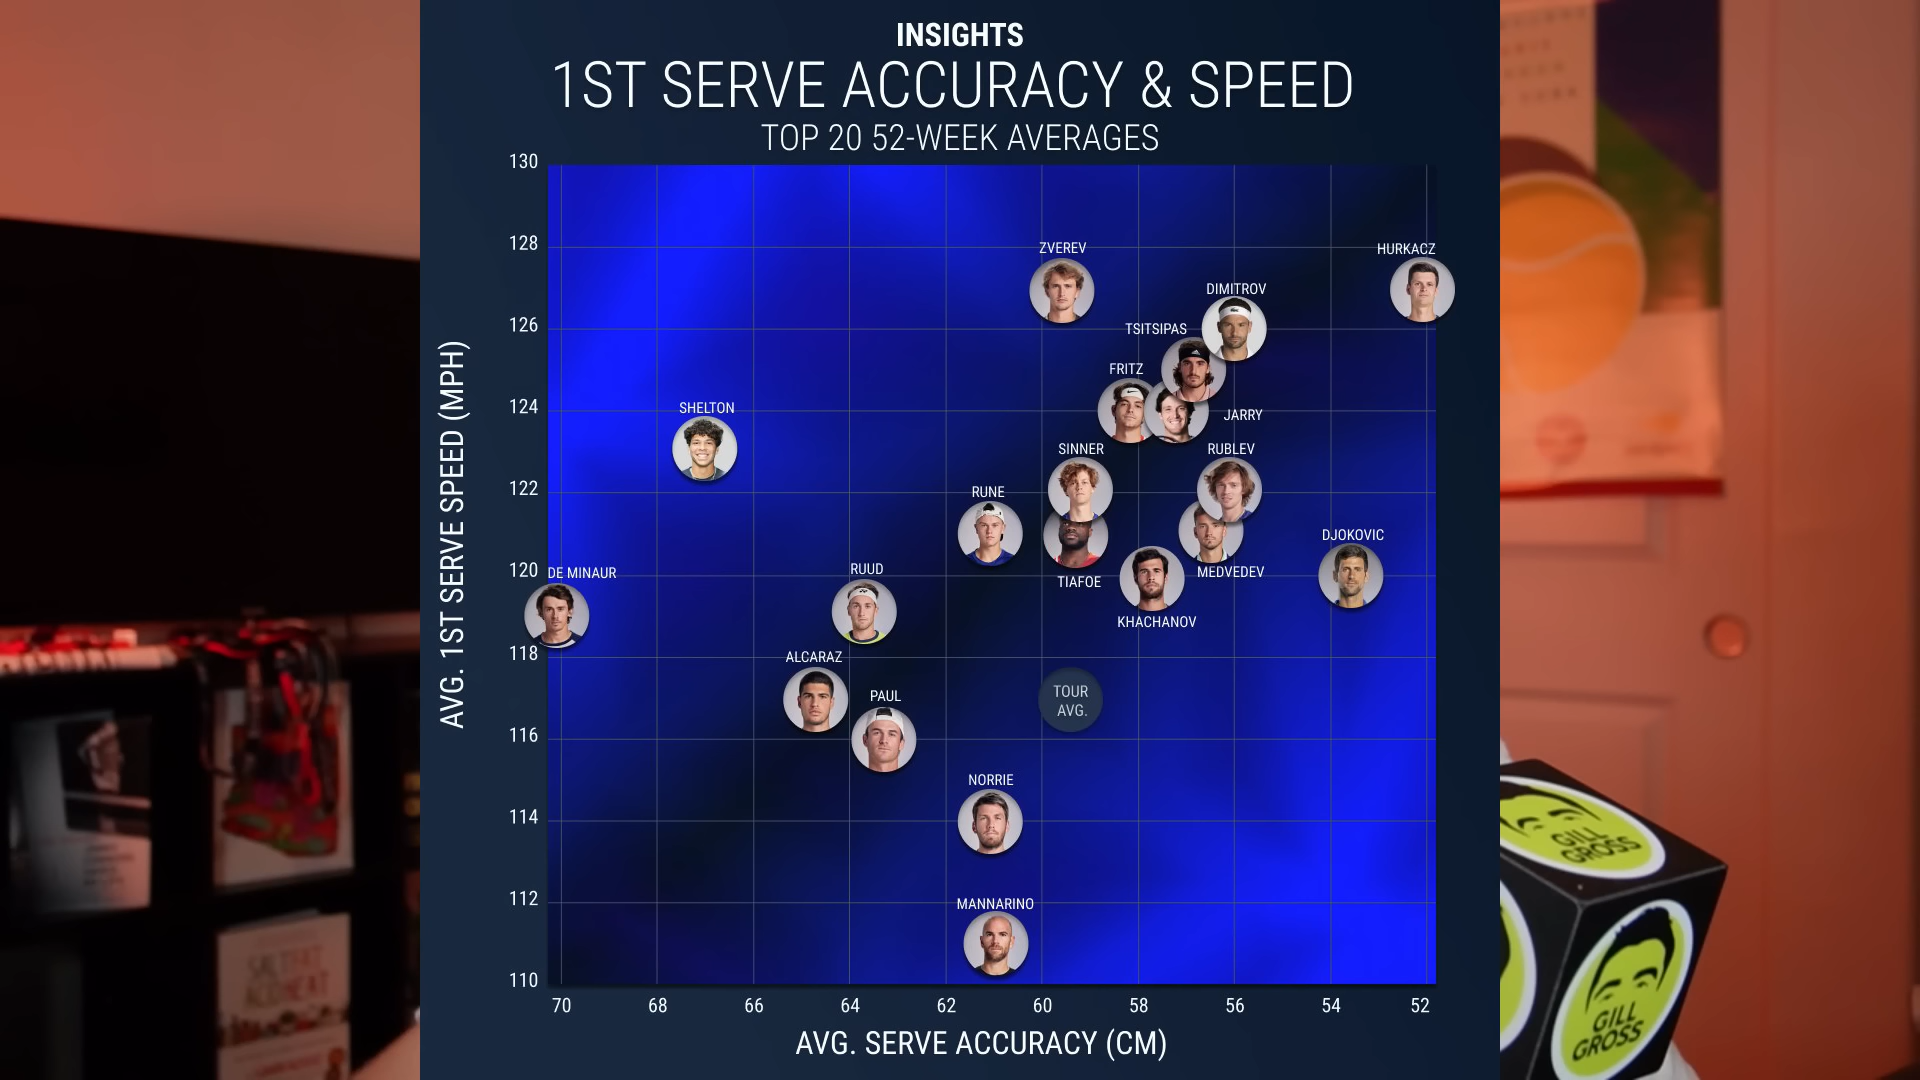 INSIGHTS
1ST SERVE ACCURACY & SPEED
TOP 20 52-WEEK AVERAGES
130
128
126
124
122
120
118
116
114
112
110
AVG. 1ST SERVE SPEED (MPH)
ZVEREV
HURKACZ
DIMITROV
TSITSIPAS
FRITZ
SHELTON
JARRY
SINNER
RUBLEV
RUNE
DJOKOVIC
DE MINAUR
RUUD
TIAFOE
MEDVEDEV
KHACHANOV
ALCARAZ
PAUL
TOUR
AVG.
NORRIE
MANNARINO
70 68 66 64 62 60 58 56 54 52
AVG. SERVE ACCURACY (CM)
GILL
GROSS
GILL
GROSS